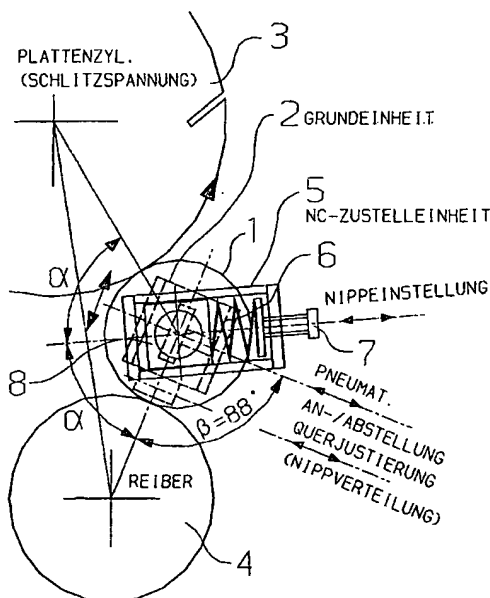 3
PLATTENZYL.
(SCHLITZSPANNUNG)
2 GRUNDEINHEIT
5
NC-ZUSTELLEINHEIT
1
6
α
NIPPEINSTELLUNG
7
8
PNEUMAT.
AN-/ABSTELLUNG
QUERJUSTIERUNG
(NIPPVERTEILUNG)
α
β=88°
REIBER
4